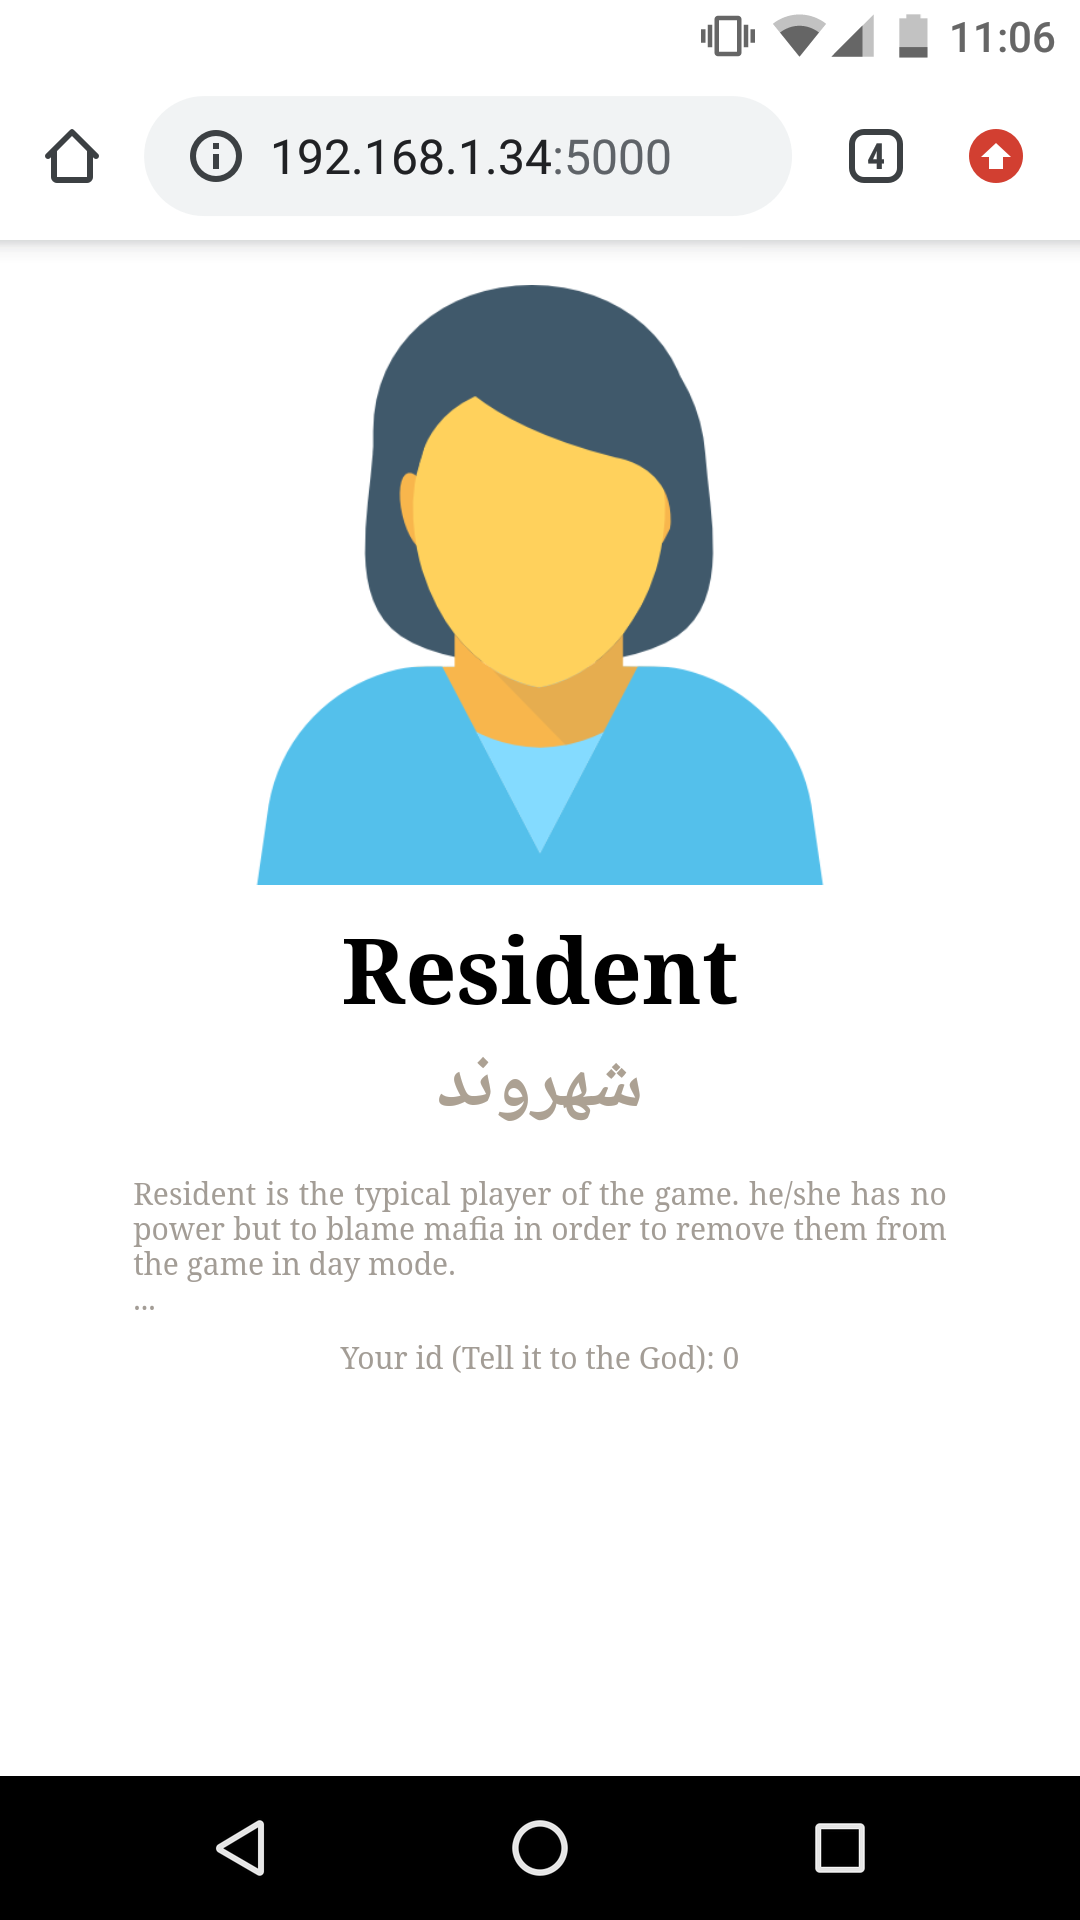 11:06
192.168.1.34:5000
4
Resident
شهروند
Resident is the typical player of the game. he/she has no
power but to blame mafia in order to remove them from
the game in day mode.
...
Your id (Tell it to the God): 0